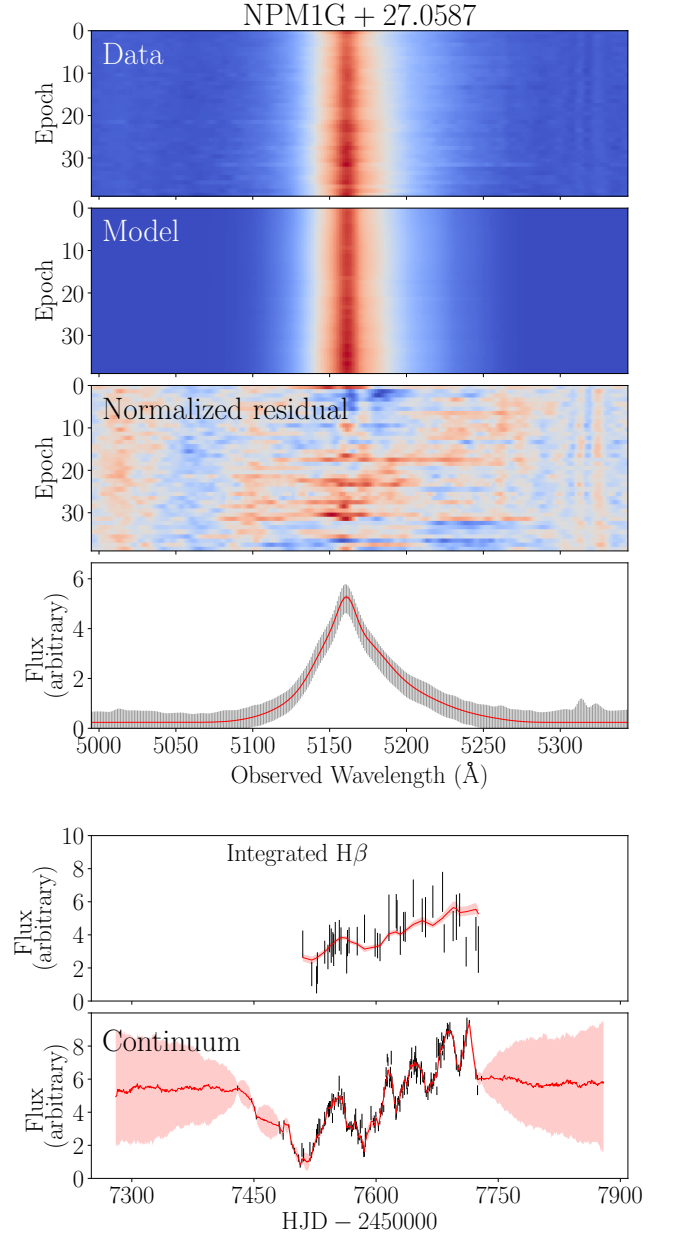 NPM1G + 27.0587
0
Data
10
Epoch
20
30
0
Model
10
Epoch
20
30
0
Normalized residual
10
Epoch
20
30
6
4
Flux
(arbitrary)
2
0
5000 5050 5100 5150 5200 5250 5300
Observed Wavelength (Å)
10
Integrated Hβ
8
6
Flux
(arbitrary)
4
2
0
Continuum
8
6
Flux
(arbitrary)
4
2
0
7300 7450 7600 7750 7900
HJD − 2450000